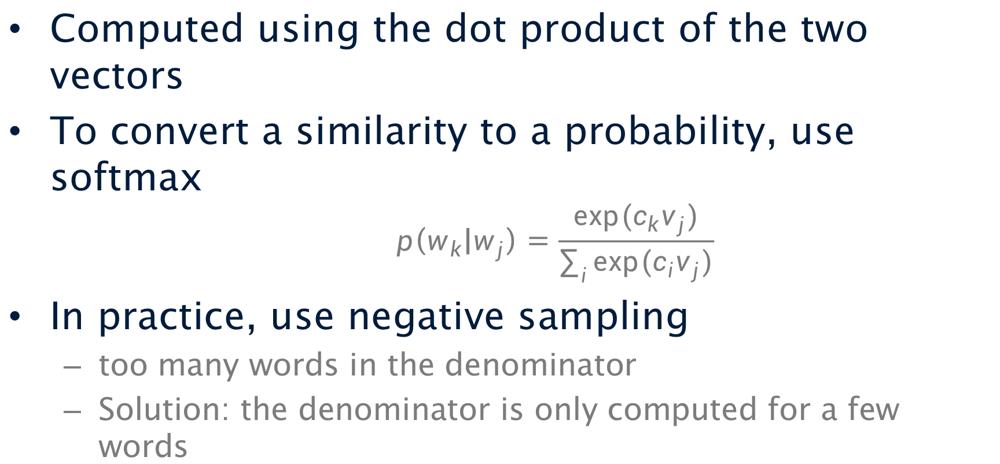 • Computed using the dot product of the two
vectors
• To convert a similarity to a probability, use
softmax
p(w_k|w_j) = exp(c_k v_j) / ∑_i exp(c_i v_j)
• In practice, use negative sampling
– too many words in the denominator
– Solution: the denominator is only computed for a few
words